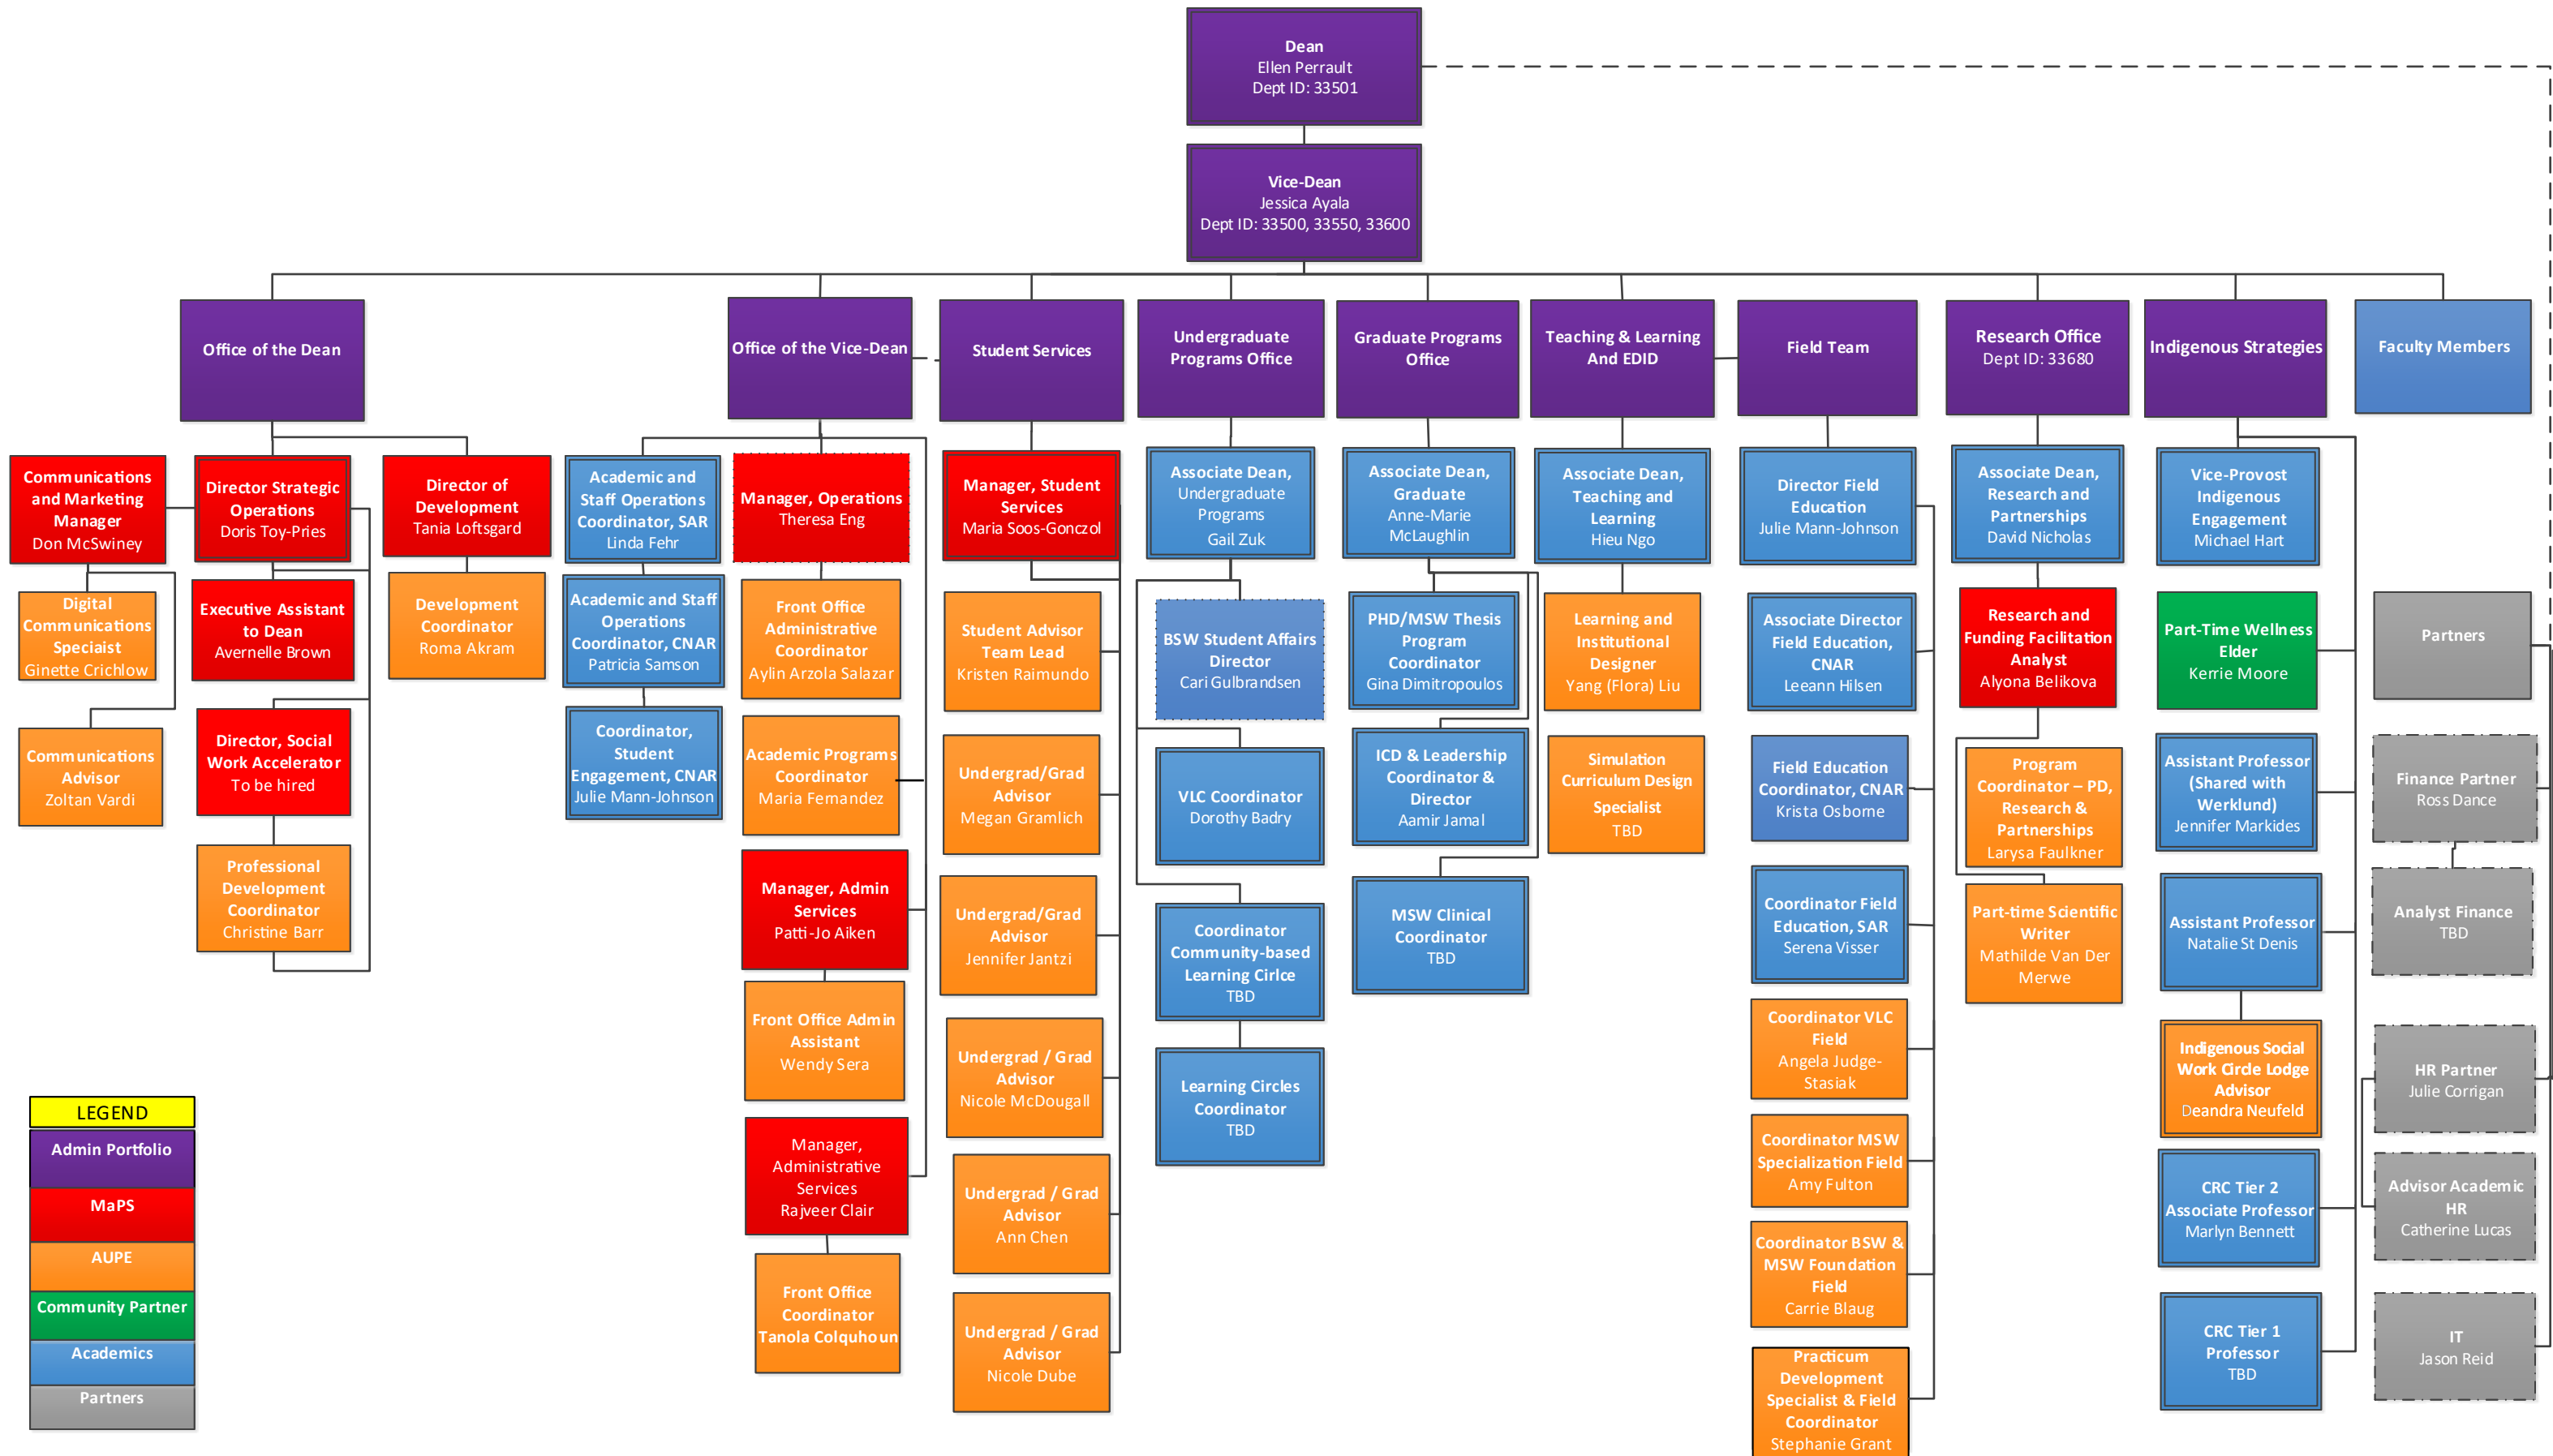 Dean
Ellen Perrault
Dept ID: 33501
Vice-Dean
Jessica Ayala
Dept ID: 33500, 33550, 33600
Office of the Dean
Office of the Vice-Dean
Student Services
Undergraduate
Programs Office
Graduate Programs
Office
Teaching & Learning
And EDID
Field Team
Research Office
Dept ID: 33680
Indigenous Strategies
Faculty Members
Communications
and Marketing
Manager
Don McSwiney
Director Strategic
Operations
Doris Toy-Pries
Director of
Development
Tania Loftsgard
Digital
Communications
Speciaist
Ginette Crichlow
Executive Assistant
to Dean
Avernelle Brown
Development
Coordinator
Roma Akram
Communications
Advisor
Zoltan Vardi
Director, Social
Work Accelerator
To be hired
Professional
Development
Coordinator
Christine Barr
Academic and
Staff Operations
Coordinator, SAR
Linda Fehr
Academic and Staff
Operations
Coordinator, CNAR
Patricia Samson
Coordinator,
Student
Engagement, CNAR
Julie Mann-Johnson
Manager, Operations
Theresa Eng
Front Office
Administrative
Coordinator
Aylin Arzola Salazar
Academic Programs
Coordinator
Maria Fernandez
Manager, Admin
Services
Patti-Jo Aiken
Front Office Admin
Assistant
Wendy Sera
Manager,
Administrative
Services
Rajveer Clair
Front Office
Coordinator
Tanola Colquhoun
Manager, Student
Services
Maria Soos-Gonczol
Student Advisor
Team Lead
Kristen Raimundo
Undergrad/Grad
Advisor
Megan Gramlich
Undergrad/Grad
Advisor
Jennifer Jantzi
Undergrad / Grad
Advisor
Nicole McDougall
Undergrad / Grad
Advisor
Ann Chen
Undergrad / Grad
Advisor
Nicole Dube
Associate Dean,
Undergraduate
Programs
Gail Zuk
BSW Student Affairs
Director
Cari Gulbrandsen
VLC Coordinator
Dorothy Badry
Coordinator
Community-based
Learning Cirlce
TBD
Learning Circles
Coordinator
TBD
Associate Dean,
Graduate
Anne-Marie
McLaughlin
PHD/MSW Thesis
Program
Coordinator
Gina Dimitropoulos
ICD & Leadership
Coordinator &
Director
Aamir Jamal
MSW Clinical
Coordinator
TBD
Associate Dean,
Teaching and
Learning
Hieu Ngo
Learning and
Institutional
Designer
Yang (Flora) Liu
Simulation
Curriculum Design
Specialist
TBD
Director Field
Education
Julie Mann-Johnson
Associate Director
Field Education,
CNAR
Leeann Hilsen
Field Education
Coordinator, CNAR
Krista Osborne
Coordinator Field
Education, SAR
Serena Visser
Coordinator VLC
Field
Angela Judge-
Stasiak
Coordinator MSW
Specialization Field
Amy Fulton
Coordinator BSW &
MSW Foundation
Field
Carrie Blaug
Practicum
Development
Specialist & Field
Coordinator
Stephanie Grant
Associate Dean,
Research and
Partnerships
David Nicholas
Research and
Funding Facilitation
Analyst
Alyona Belikova
Program
Coordinator – PD,
Research &
Partnerships
Larysa Faulkner
Part-time Scientific
Writer
Mathilde Van Der
Merwe
Vice-Provost
Indigenous
Engagement
Michael Hart
Part-Time Wellness
Elder
Kerrie Moore
Assistant Professor
(Shared with
Werklund)
Jennifer Markides
Assistant Professor
Natalie St Denis
Indigenous Social
Work Circle Lodge
Advisor
Deandra Neufeld
CRC Tier 2
Associate Professor
Marlyn Bennett
CRC Tier 1
Professor
TBD
Partners
Finance Partner
Ross Dance
Analyst Finance
TBD
HR Partner
Julie Corrigan
Advisor Academic
HR
Catherine Lucas
IT
Jason Reid
LEGEND
Admin Portfolio
MaPS
AUPE
Community Partner
Academics
Partners